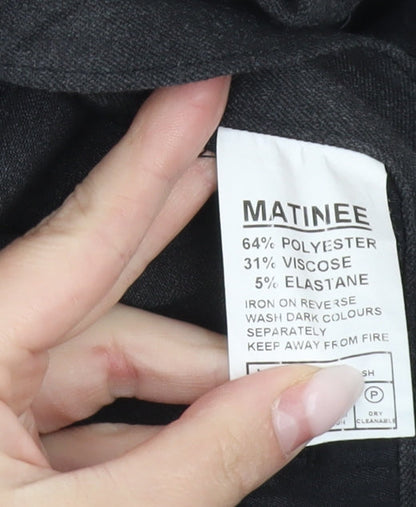 MATINEE
64% POLYESTER
31% VISCOSE
5% ELASTANE
IRON ON REVERSE
WASH DARK COLOURS
SEPARATELY
KEEP AWAY FROM FIRE
P
DRY
CLEANABLE